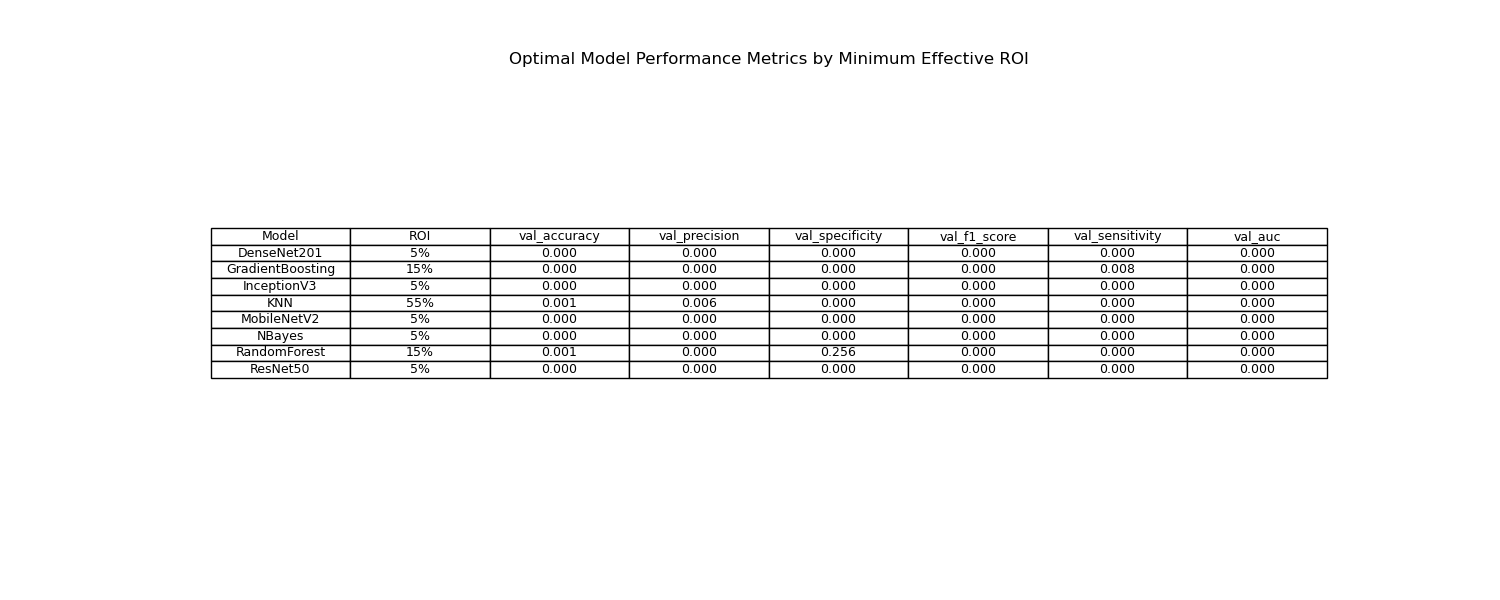 Optimal Model Performance Metrics by Minimum Effective ROI
Model ROI val_accuracy val_precision val_specificity val_f1_score val_sensitivity val_auc
DenseNet201 5% 0.000 0.000 0.000 0.000 0.000 0.000
GradientBoosting 15% 0.000 0.000 0.000 0.000 0.008 0.000
InceptionV3 5% 0.000 0.000 0.000 0.000 0.000 0.000
KNN 55% 0.001 0.006 0.000 0.000 0.000 0.000
MobileNetV2 5% 0.000 0.000 0.000 0.000 0.000 0.000
NBayes 5% 0.000 0.000 0.000 0.000 0.000 0.000
RandomForest 15% 0.001 0.000 0.256 0.000 0.000 0.000
ResNet50 5% 0.000 0.000 0.000 0.000 0.000 0.000